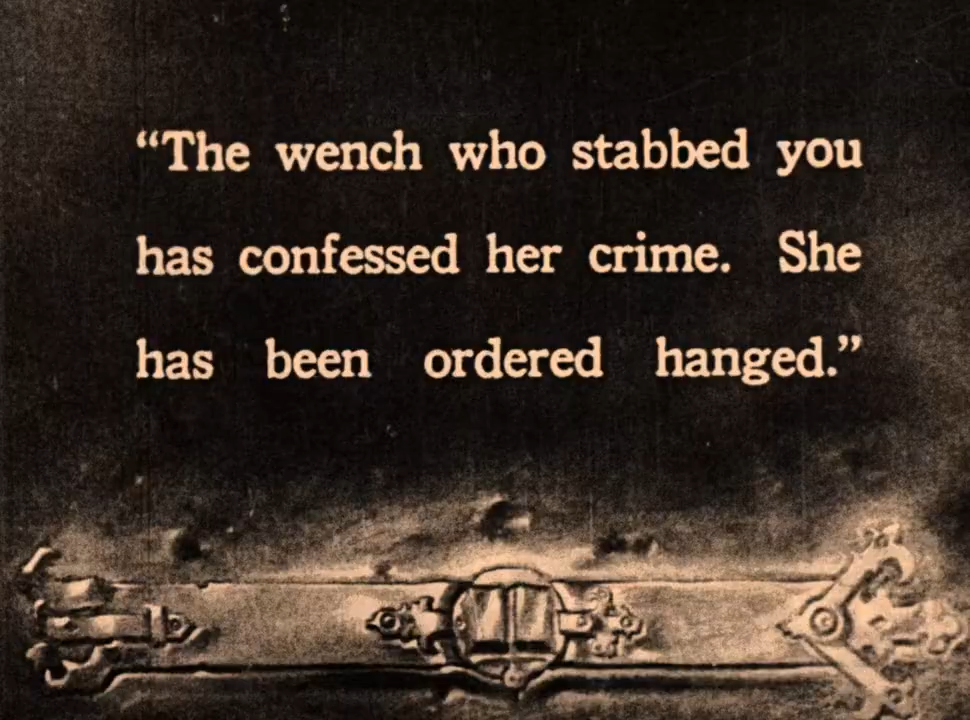 “The wench who stabbed you
has confessed her crime. She
has been ordered hanged.”